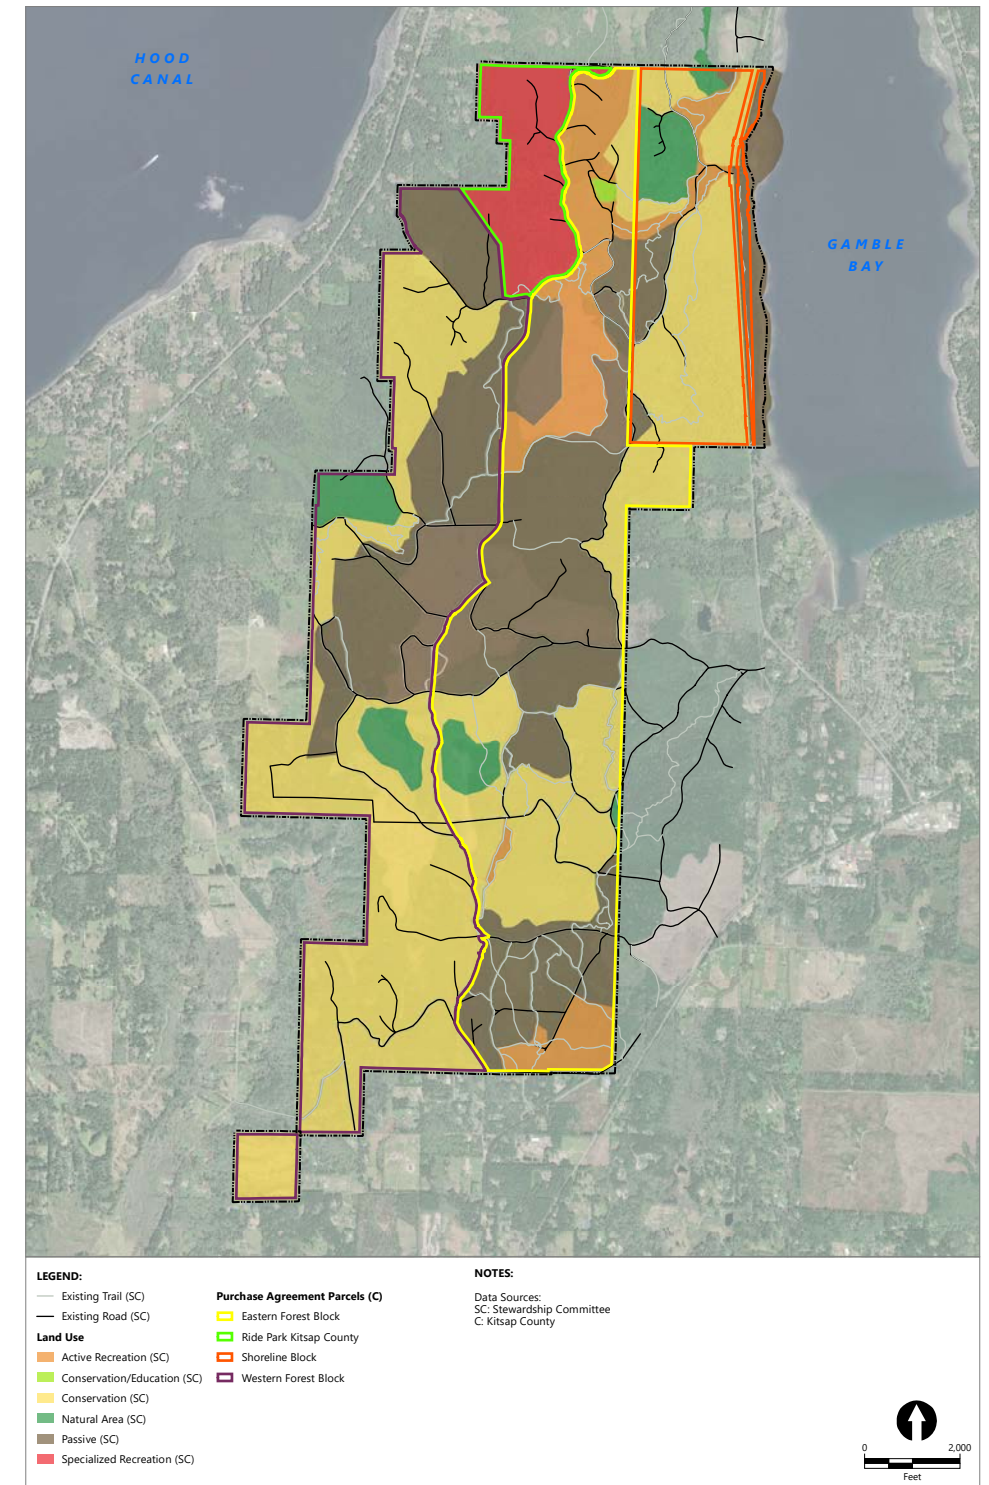 HOOD
CANAL
GAMBLE
BAY
LEGEND:
Existing Trail (SC)
Existing Road (SC)
Land Use
Active Recreation (SC)
Conservation/Education (SC)
Conservation (SC)
Natural Area (SC)
Passive (SC)
Specialized Recreation (SC)
Purchase Agreement Parcels (C)
Eastern Forest Block
Ride Park Kitsap County
Shoreline Block
Western Forest Block
NOTES:
Data Sources:
SC: Stewardship Committee
C: Kitsap County
0 2,000
Feet